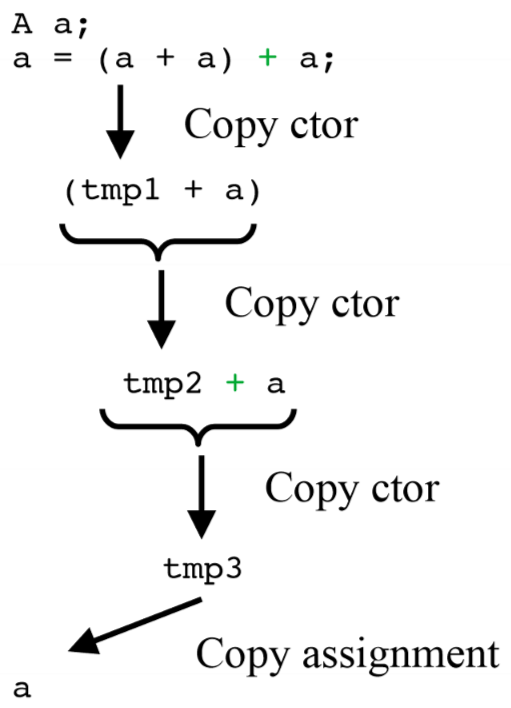 A a;
a = (a + a) + a;
Copy ctor
(tmp1 + a)
Copy ctor
tmp2 + a
Copy ctor
tmp3
Copy assignment
a